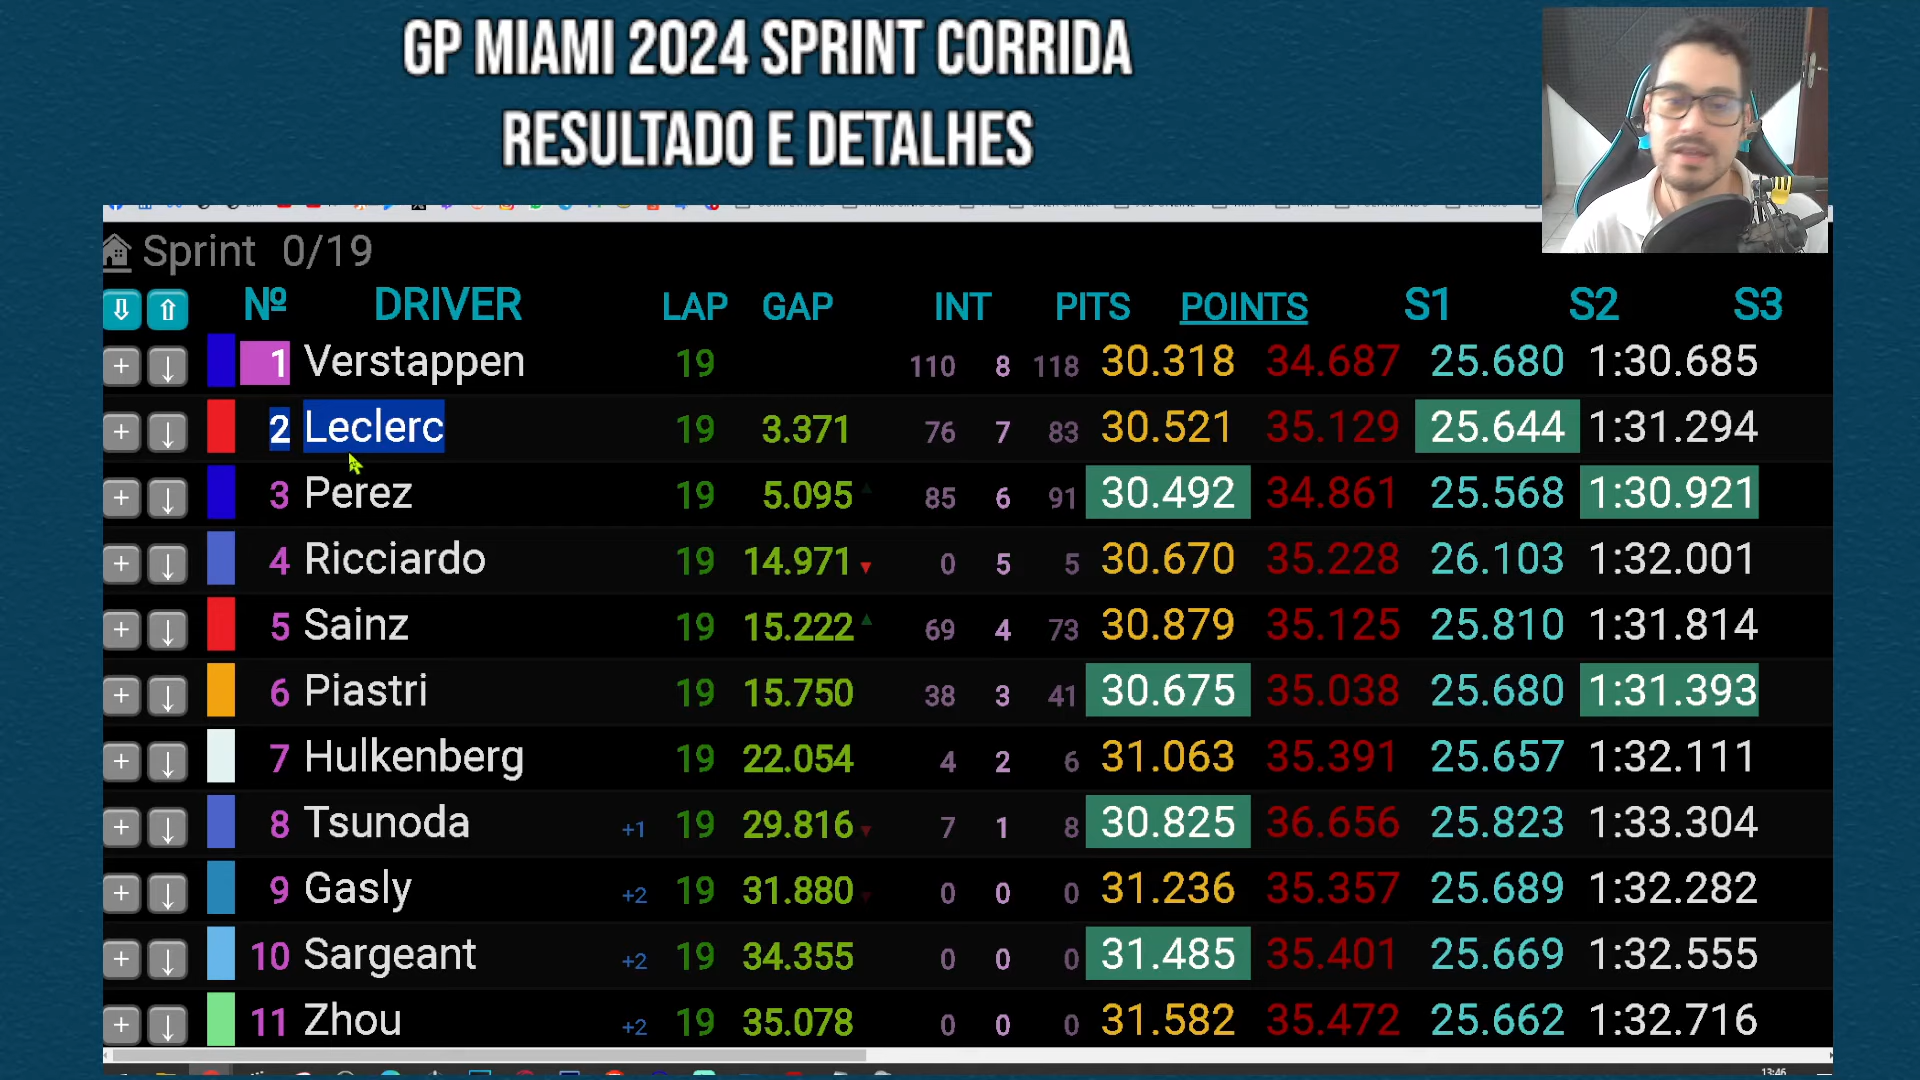 GP MIAMI 2024 SPRINT CORRIDA
RESULTADO E DETALHES
Sprint 0/19
Nº DRIVER LAP GAP INT PITS POINTS S1 S2 S3
1 Verstappen 19 110 8 118 30.318 34.687 25.680 1:30.685
2 Leclerc 19 3.371 76 7 83 30.521 35.129 25.644 1:31.294
3 Perez 19 5.095 85 6 91 30.492 34.861 25.568 1:30.921
4 Ricciardo 19 14.971 0 5 5 30.670 35.228 26.103 1:32.001
5 Sainz 19 15.222 69 4 73 30.879 35.125 25.810 1:31.814
6 Piastri 19 15.750 38 3 41 30.675 35.038 25.680 1:31.393
7 Hulkenberg 19 22.054 4 2 6 31.063 35.391 25.657 1:32.111
8 Tsunoda +1 19 29.816 7 1 8 30.825 36.656 25.823 1:33.304
9 Gasly +2 19 31.880 0 0 0 31.236 35.357 25.689 1:32.282
10 Sargeant +2 19 34.355 0 0 0 31.485 35.401 25.669 1:32.555
11 Zhou +2 19 35.078 0 0 0 31.582 35.472 25.662 1:32.716
13:46